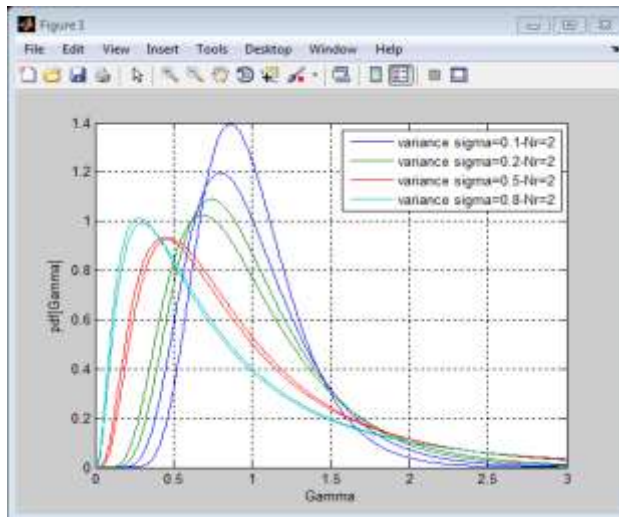 Figure 3
File Edit View Insert Tools Desktop Window Help
1.4
1.2
1
0.8
0.6
0.4
0.2
0
pdf[Gamma]
variance sigma=0.1-Nr=2
variance sigma=0.2-Nr=2
variance sigma=0.5-Nr=2
variance sigma=0.8-Nr=2
0 0.5 1 1.5 2 2.5 3
Gamma